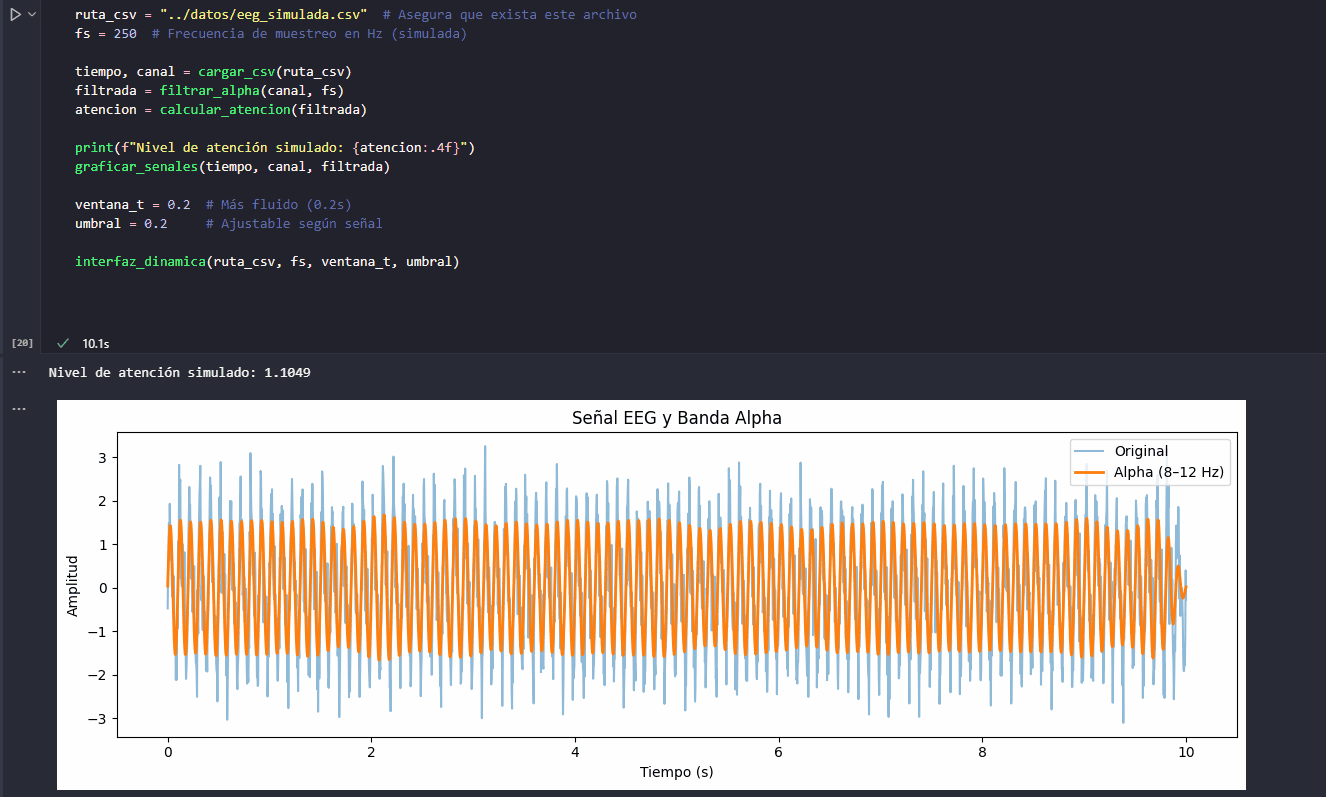 ruta_csv = "../datos/eeg_simulada.csv"  # Asegura que exista este archivo
fs = 250  # Frecuencia de muestreo en Hz (simulada)
tiempo, canal = cargar_csv(ruta_csv)
filtrada = filtrar_alpha(canal, fs)
atencion = calcular_atencion(filtrada)
print(f"Nivel de atención simulado: {atencion:.4f}")
graficar_senales(tiempo, canal, filtrada)
ventana_t = 0.2  # Más fluido (0.2s)
umbral = 0.2     # Ajustable según señal
interfaz_dinamica(ruta_csv, fs, ventana_t, umbral)
[20]
10.1s
...
Nivel de atención simulado: 1.1049
...
Señal EEG y Banda Alpha
Original
Alpha (8–12 Hz)
Amplitud
3
2
1
0
−1
−2
−3
0 2 4 6 8 10
Tiempo (s)